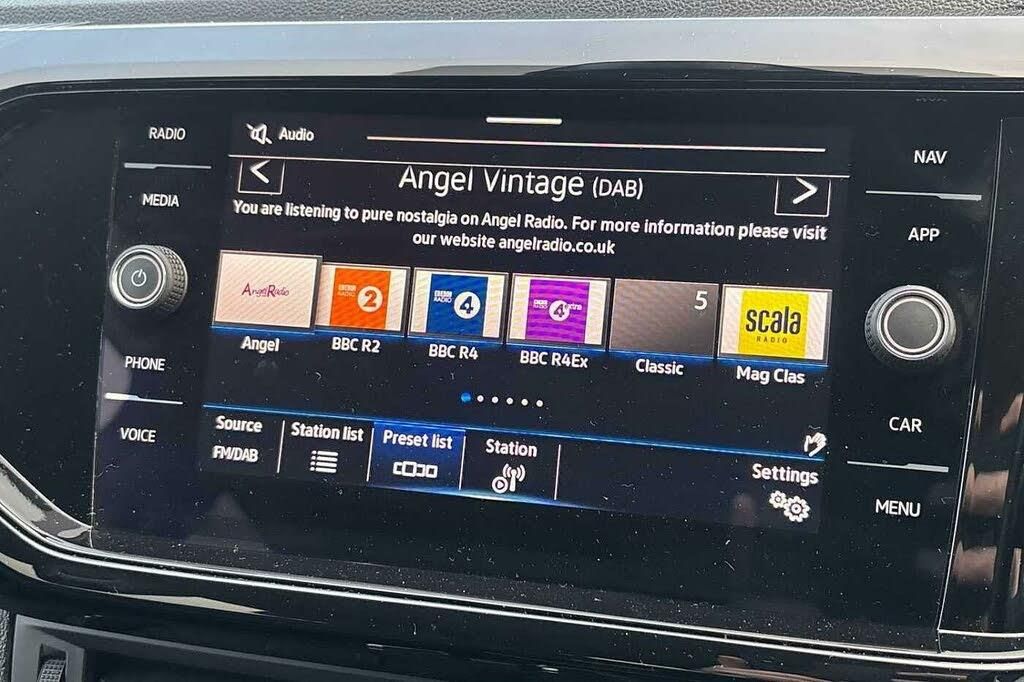 RADIO
Audio
MEDIA
Angel Vintage (DAB)
You are listening to pure nostalgia on Angel Radio. For more information please visit
our website angelradio.co.uk
NAV
APP
Angel Radio
BBC
RADIO
2
BBC
RADIO
4
BBC
RADIO
4 extra
5
scala
RADIO
Angel
BBC R2
BBC R4
BBC R4Ex
Classic
Mag Clas
PHONE
VOICE
Source
FM/DAB
Station list
Preset list
Station
Settings
CAR
MENU